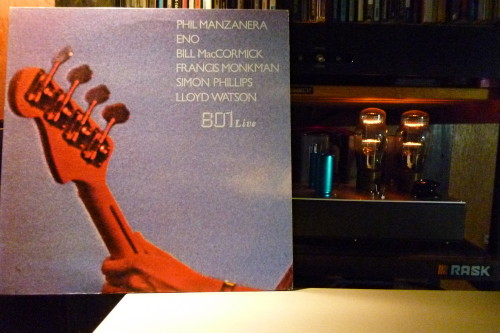 PHIL MANZANERA
ENO
BILL MacCORMICK
FRANCIS MONKMAN
SIMON PHILLIPS
LLOYD WATSON
801 Live
RASK